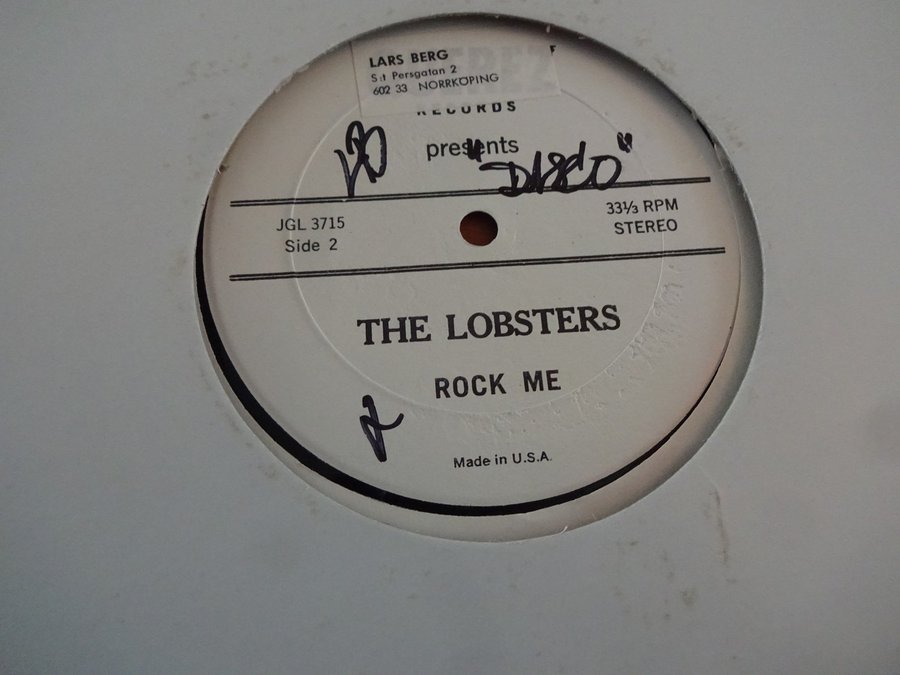 LARS BERG
S:t Persgatan 2
602 33 NORRKÖPING
RECORDS
presents
"DISCO"
JGL 3715
Side 2
33⅓ RPM
STEREO
THE LOBSTERS
ROCK ME
Made in U.S.A.